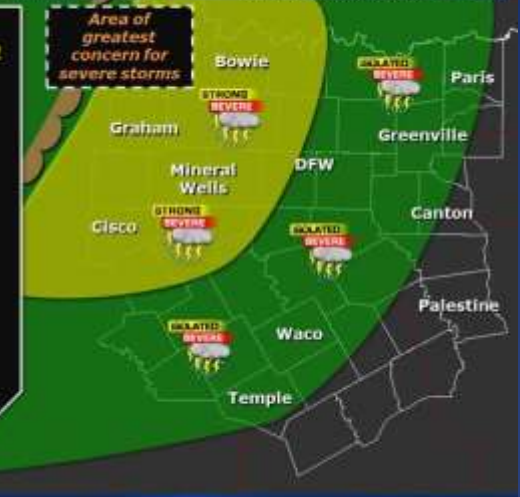 Area of
greatest
concern for
severe storms
Bowie
ISOLATED
SEVERE
Paris
STRONG
SEVERE
Graham
Greenville
DFW
Mineral
Wells
STRONG
SEVERE
Cisco
Canton
ISOLATED
SEVERE
Palestine
ISOLATED
SEVERE
Waco
Temple